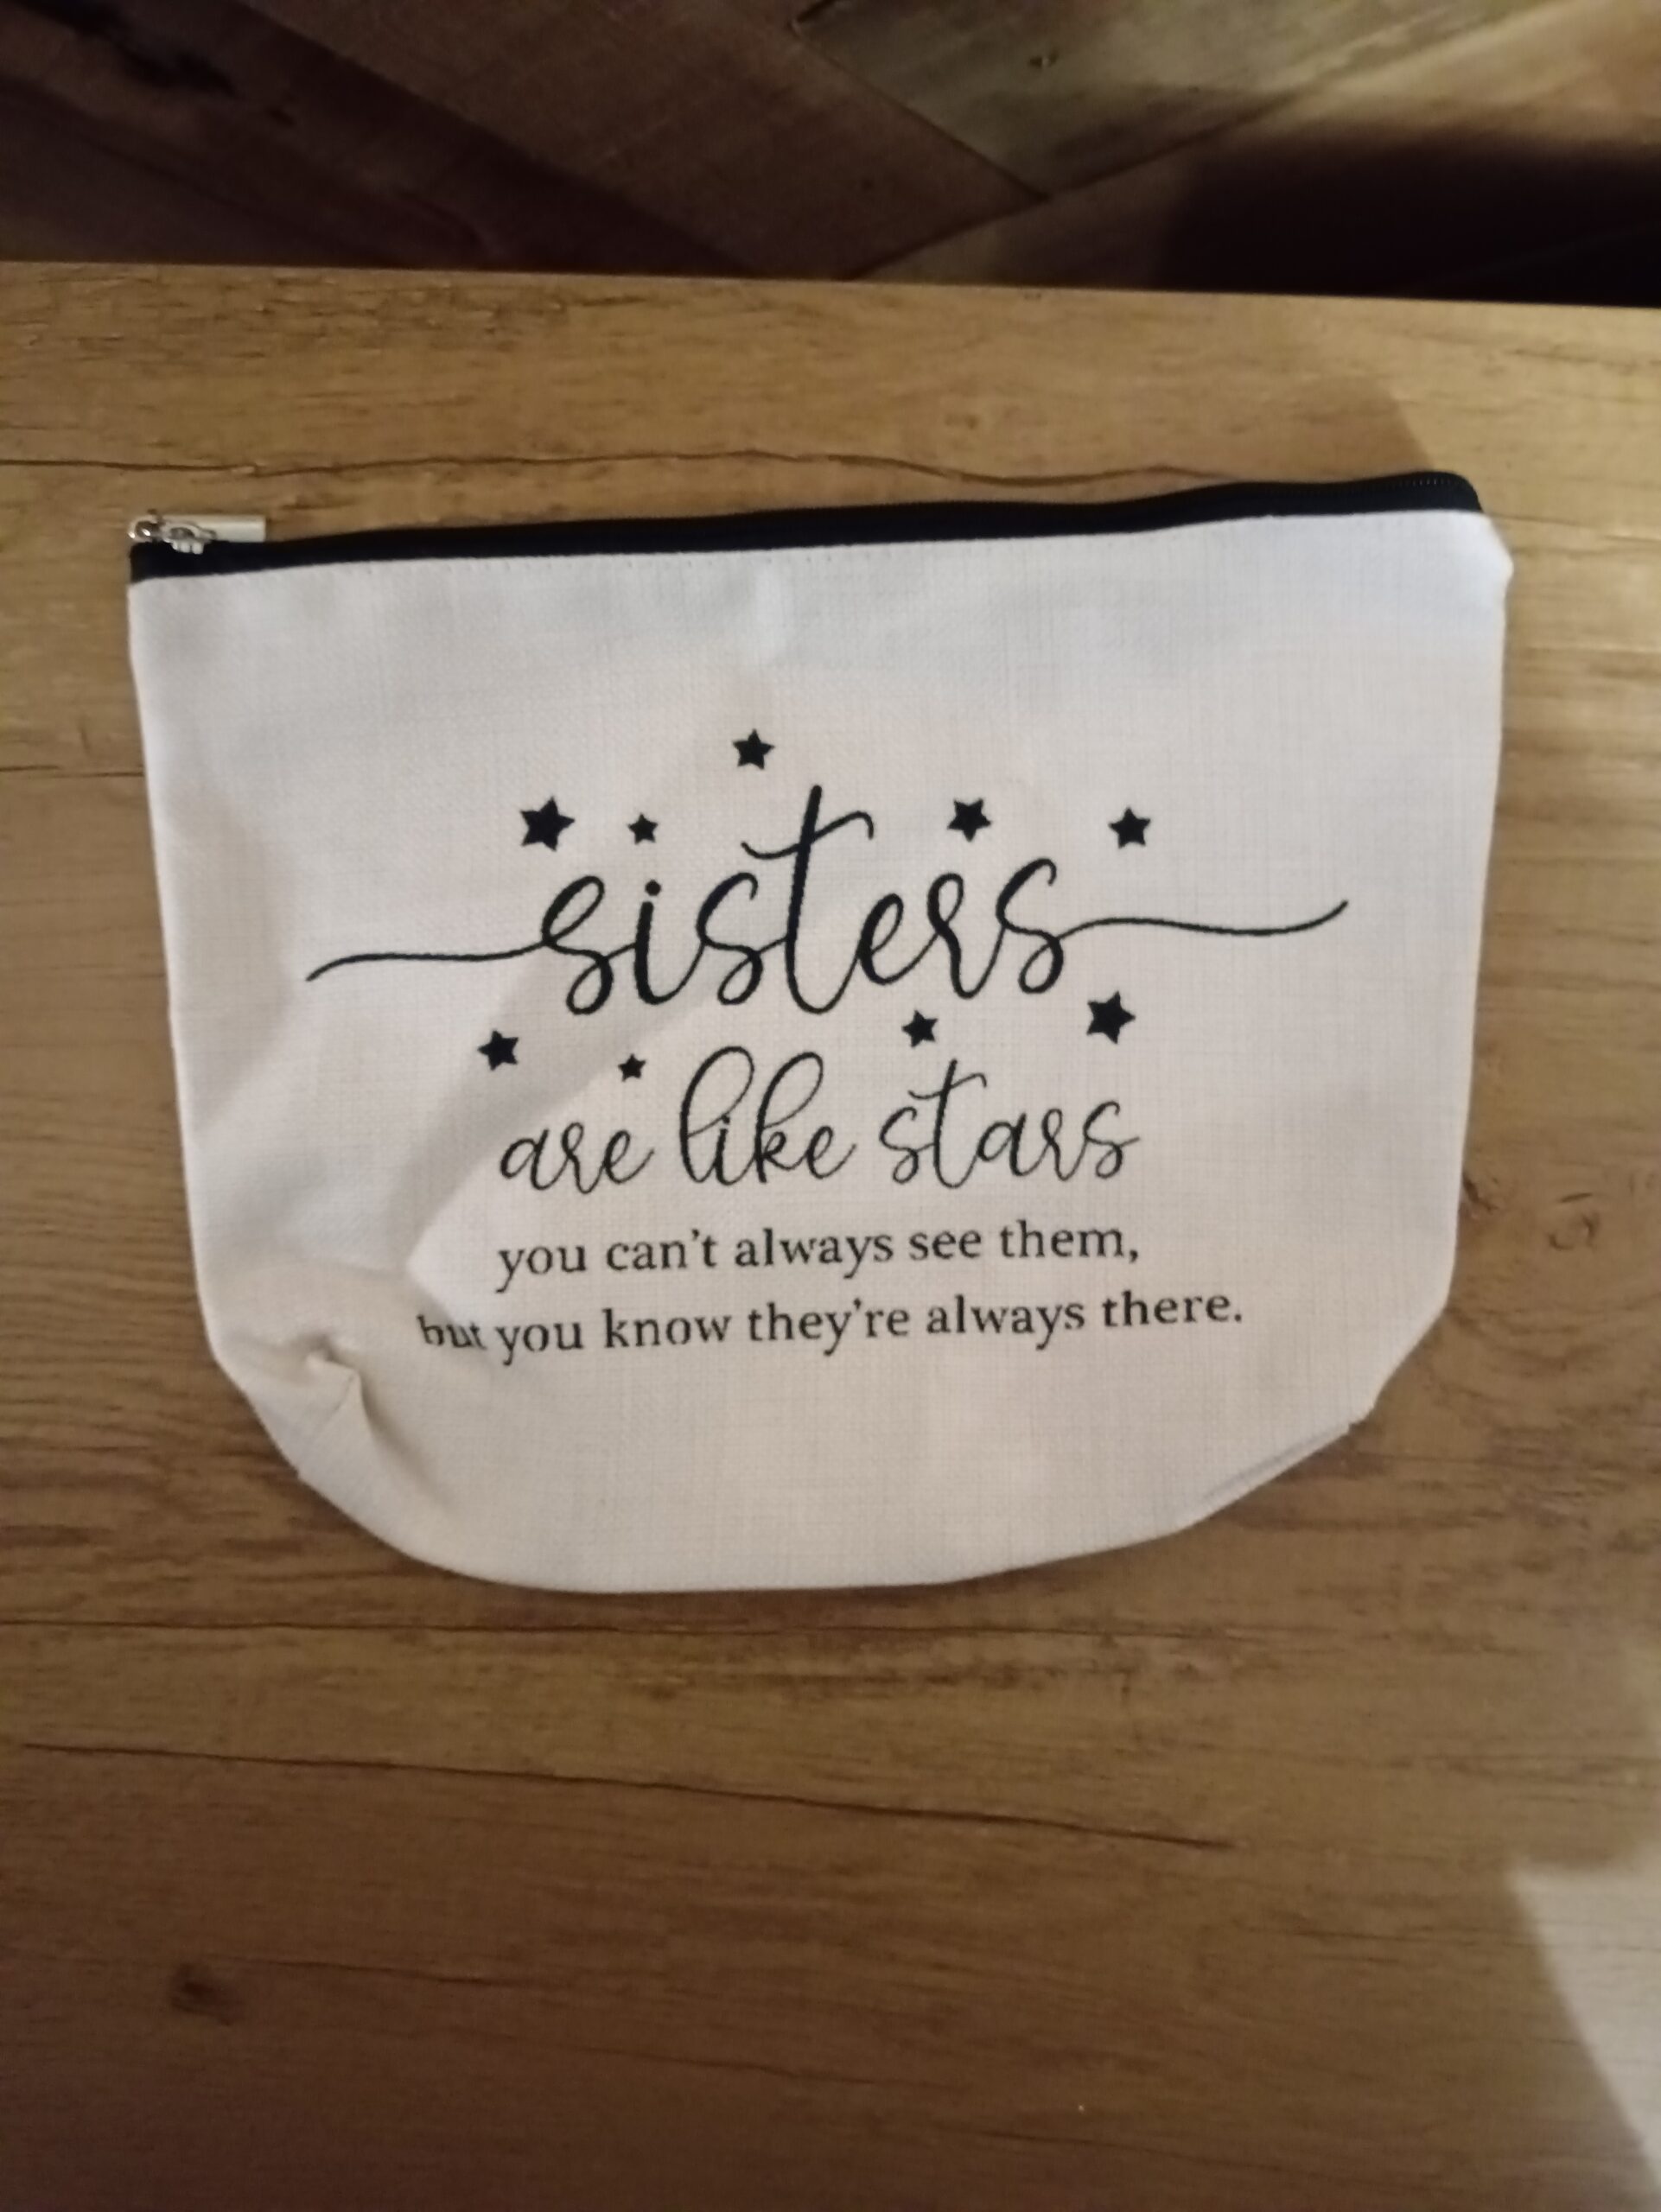 sisters
are like stars
you can't always see them,
but you know they're always there.